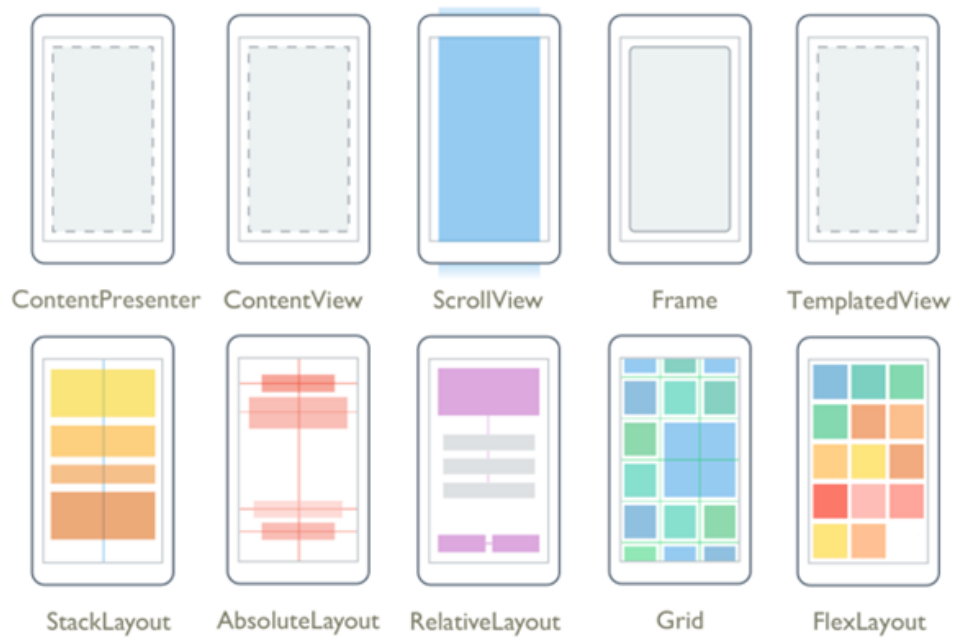 ContentPresenter ContentView ScrollView Frame TemplatedView
StackLayout AbsoluteLayout RelativeLayout Grid FlexLayout